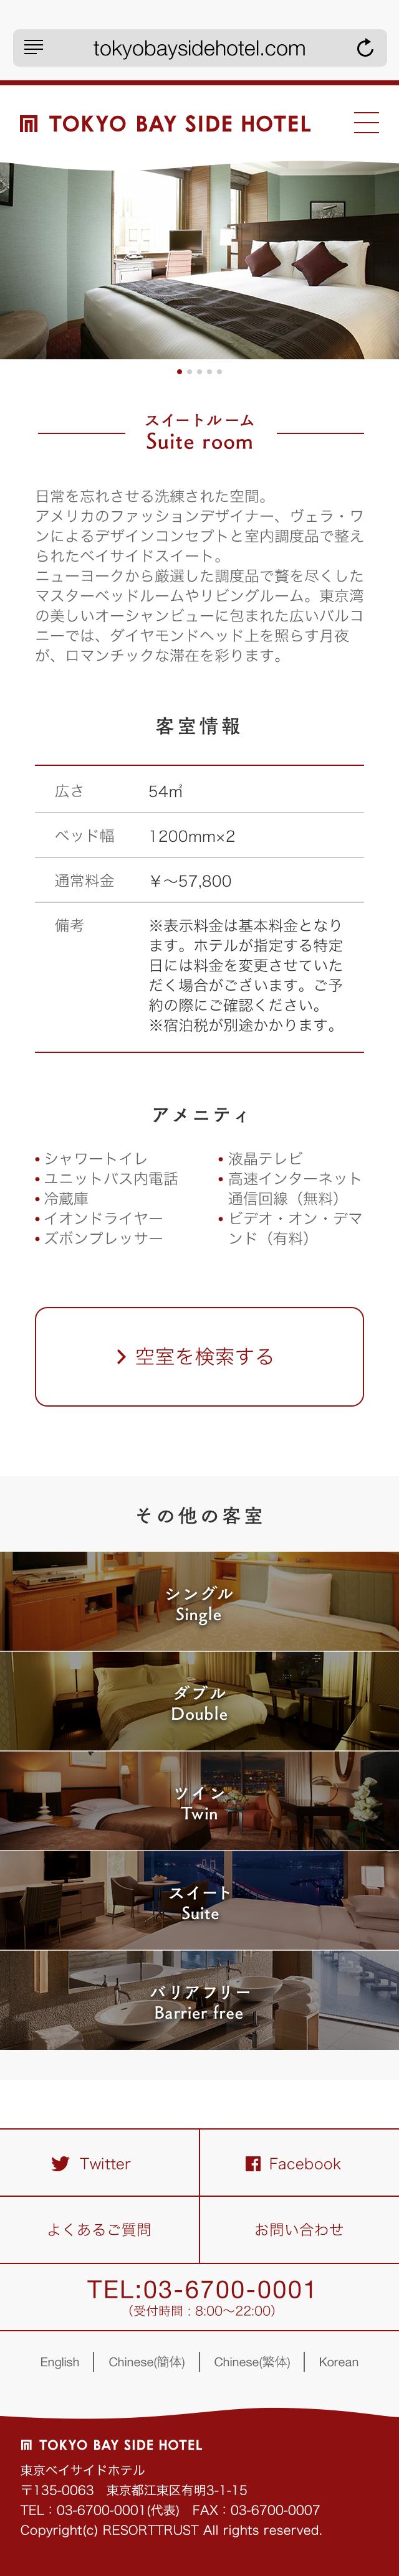 tokyobaysidehotel.com
TOKYO BAY SIDE HOTEL
スイートルーム
Suite room
日常を忘れさせる洗練された空間。
アメリカのファッションデザイナー、ヴェラ・ワ
ンによるデザインコンセプトと室内調度品で整え
られたベイサイドスイート。
ニューヨークから厳選した調度品で贅を尽くした
マスターベッドルームやリビングルーム。東京湾
の美しいオーシャンビューに包まれた広いバルコ
ニーでは、ダイヤモンドヘッド上を照らす月夜
が、ロマンチックな滞在を彩ります。
客室情報
広さ 54㎡
ベッド幅 1200mm×2
通常料金 ￥〜57,800
備考 ※表示料金は基本料金となり
ます。ホテルが指定する特定
日には料金を変更させていた
だく場合がございます。ご予
約の際にご確認ください。
※宿泊税が別途かかります。
アメニティ
• シャワートイレ
• ユニットバス内電話
• 冷蔵庫
• イオンドライヤー
• ズボンプレッサー
• 液晶テレビ
• 高速インターネット
通信回線（無料）
• ビデオ・オン・デマ
ンド（有料）
空室を検索する
その他の客室
シングル
Single
ダブル
Double
ツイン
Twin
スイート
Suite
バリアフリー
Barrier free
Twitter
Facebook
よくあるご質問
お問い合わせ
TEL:03-6700-0001
（受付時間 : 8:00〜22:00）
English
Chinese(簡体)
Chinese(繁体)
Korean
TOKYO BAY SIDE HOTEL
東京ベイサイドホテル
〒135-0063　東京都江東区有明3-1-15
TEL：03-6700-0001(代表)　FAX：03-6700-0007
Copyright(c) RESORTTRUST All rights reserved.